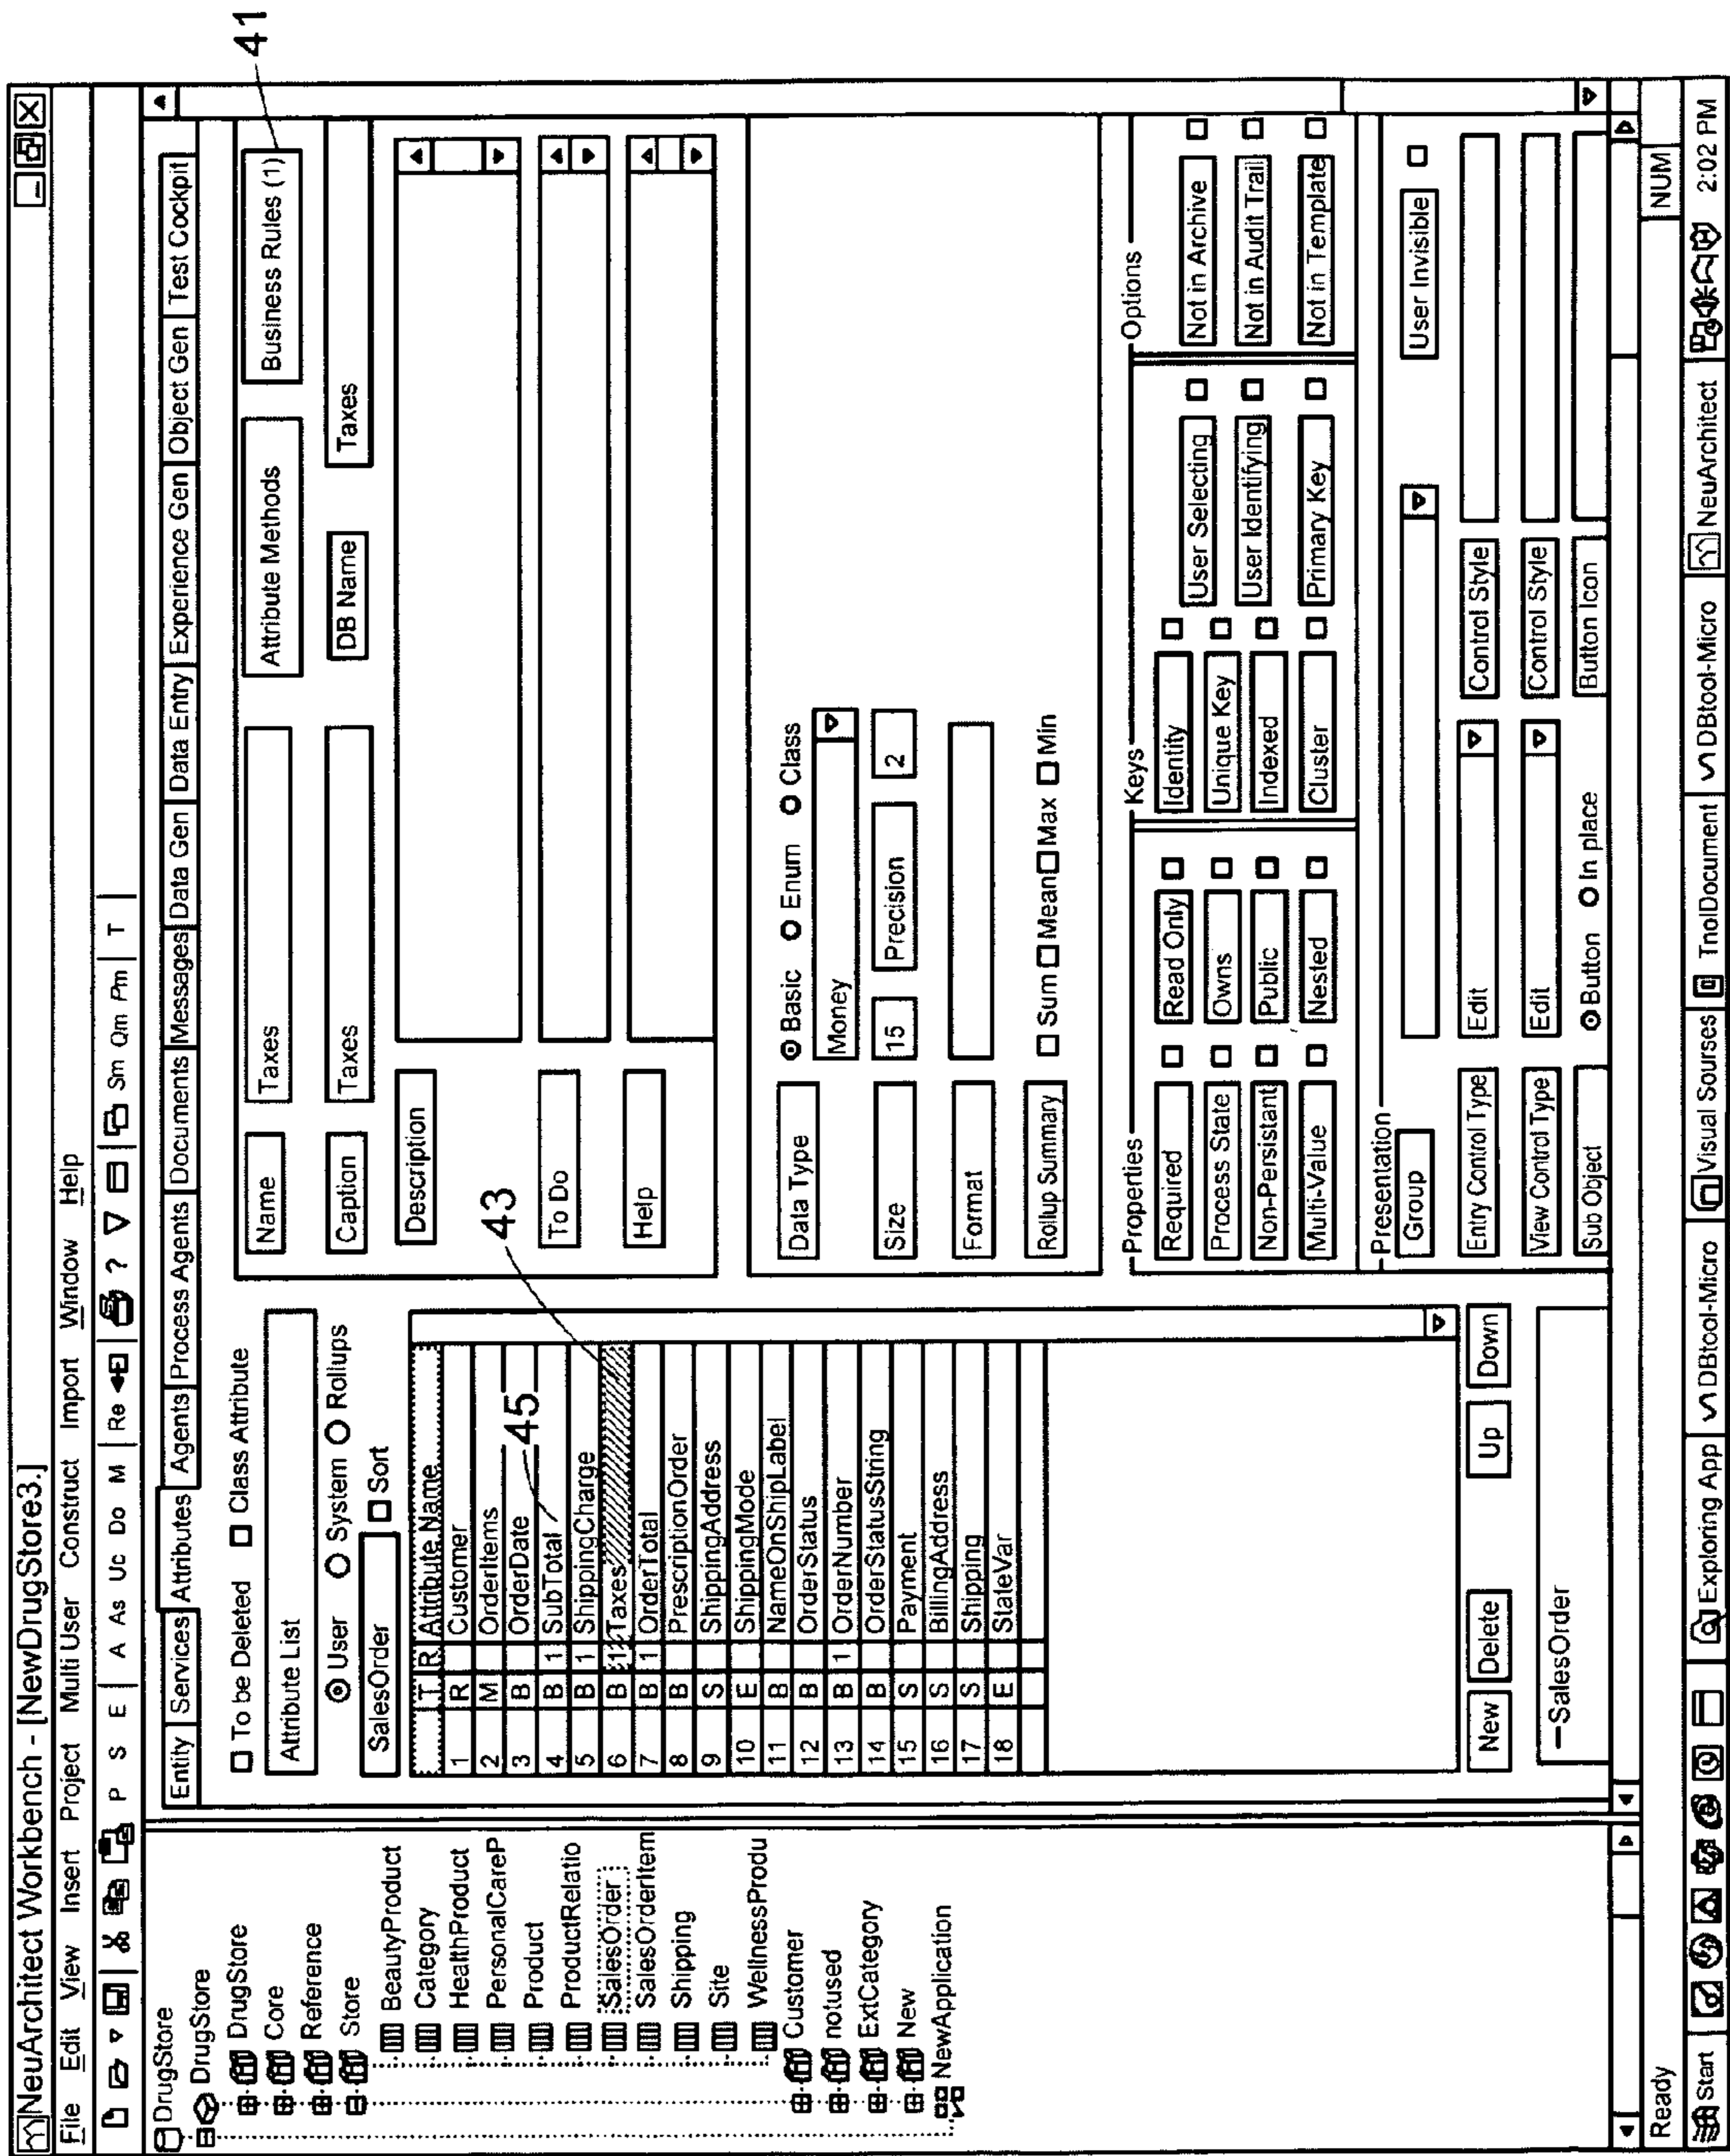 NeuArchitect Workbench - [NewDrugStore3.]
File Edit View Insert Project Multi User Construct Import Window Help
P S E A As Uc Do M Re ? Sm Qm Pm T
DrugStore
DrugStore
DrugStore
Core
Reference
Store
BeautyProduct
Category
HealthProduct
PersonalCareP
Product
ProductRelatio
SalesOrder
SalesOrderItem
Shipping
Site
WellnessProdu
Customer
notused
ExtCategory
New
NewApplication
Entity Services Attributes Agents Process Agents Documents Messages Data Gen Data Entry Experience Gen Object Gen Test Cockpit
To be Deleted Class Attribute
Attribute List
User System Rollups
SalesOrder Sort
T R Attribute Name
1 R Customer
2 M OrderItems
3 B OrderDate
4 B 1 SubTotal
5 B 1 ShippingCharge
6 B 1 Taxes
7 B 1 OrderTotal
8 B PrescriptionOrder
9 S ShippingAddress
10 E ShippingMode
11 B NameOnShipLabel
12 B OrderStatus
13 B 1 OrderNumber
14 B OrderStatusString
15 S Payment
16 S BillingAddress
17 S Shipping
18 E StateVar
45
43
41
New Delete Up Down
SalesOrder
Name Taxes Attribute Methods Business Rules (1)
Caption Taxes DB Name Taxes
Description
To Do
Help
Data Type Basic Enum Class
Money
Size 15 Precision 2
Format
Rollup Summary Sum Mean Max Min
Properties Keys Options
Required Read Only Identity User Selecting Not in Archive
Process State Owns Unique Key User Identifying Not in Audit Trail
Non-Persistant Public Indexed Primary Key Not in Template
Multi-Value Nested Cluster
Presentation
Group User Invisible
Entry Control Type Edit Control Style
View Control Type Edit Control Style
Sub Object Button In place Button Icon
Ready NUM
Start Exploring App DBtool-Micro Visual Sourses TnolDocument DBtool-Micro NeuArchitect 2:02 PM